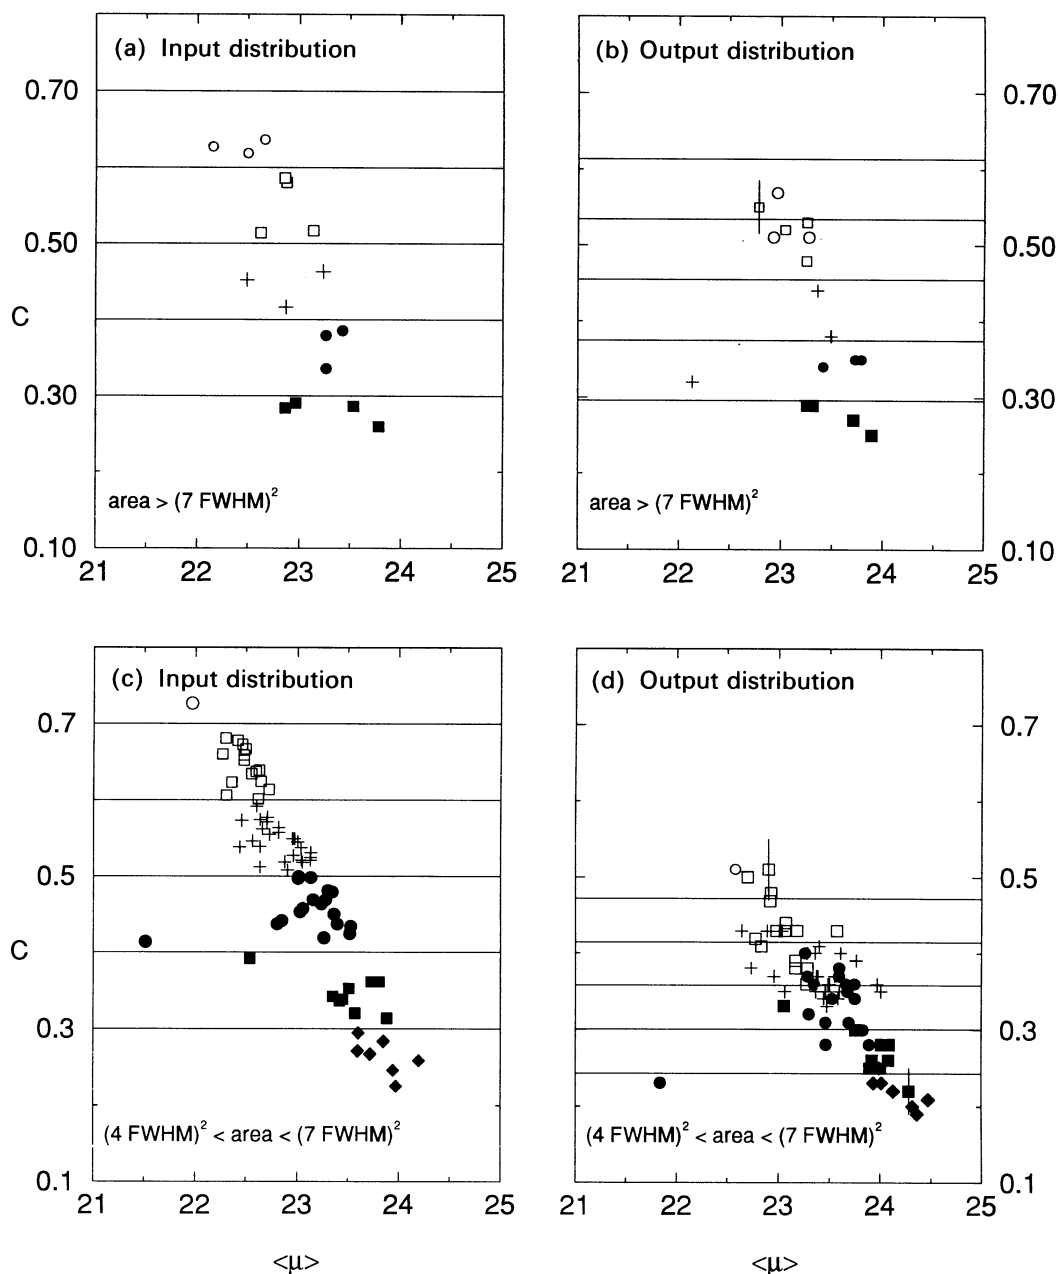 (a) Input distribution
(b) Output distribution
0.70
0.70
0.50
0.50
C
0.30
0.30
area > (7 FWHM)²
area > (7 FWHM)²
0.10
0.10
21 22 23 24 25
21 22 23 24 25
(c) Input distribution
(d) Output distribution
0.7
0.7
0.5
0.5
C
0.3
0.3
(4 FWHM)² < area < (7 FWHM)²
(4 FWHM)² < area < (7 FWHM)²
0.1
0.1
21 22 23 24 25
21 22 23 24 25
<μ>
<μ>